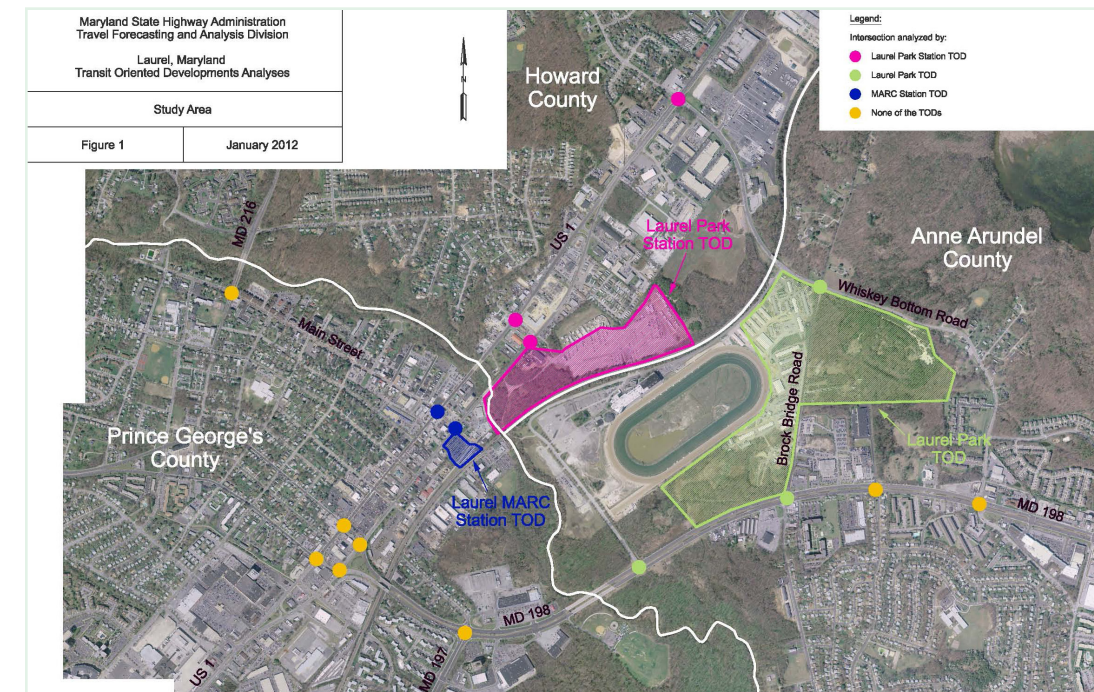 Maryland State Highway Administration
Travel Forecasting and Analysis Division
Laurel, Maryland
Transit Oriented Developments Analyses
Study Area
Figure 1
January 2012
N
Legend:
Intersection analyzed by:
Laurel Park Station TOD
Laurel Park TOD
MARC Station TOD
None of the TODs
Howard
County
MD 216
US 1
Laurel Park
Station TOD
Anne Arundel
County
Whiskey Bottom Road
Main Street
Brock Bridge Road
Prince George's
County
Laurel Park
TOD
Laurel MARC
Station TOD
MD 198
MD 198
MD 197
US 1